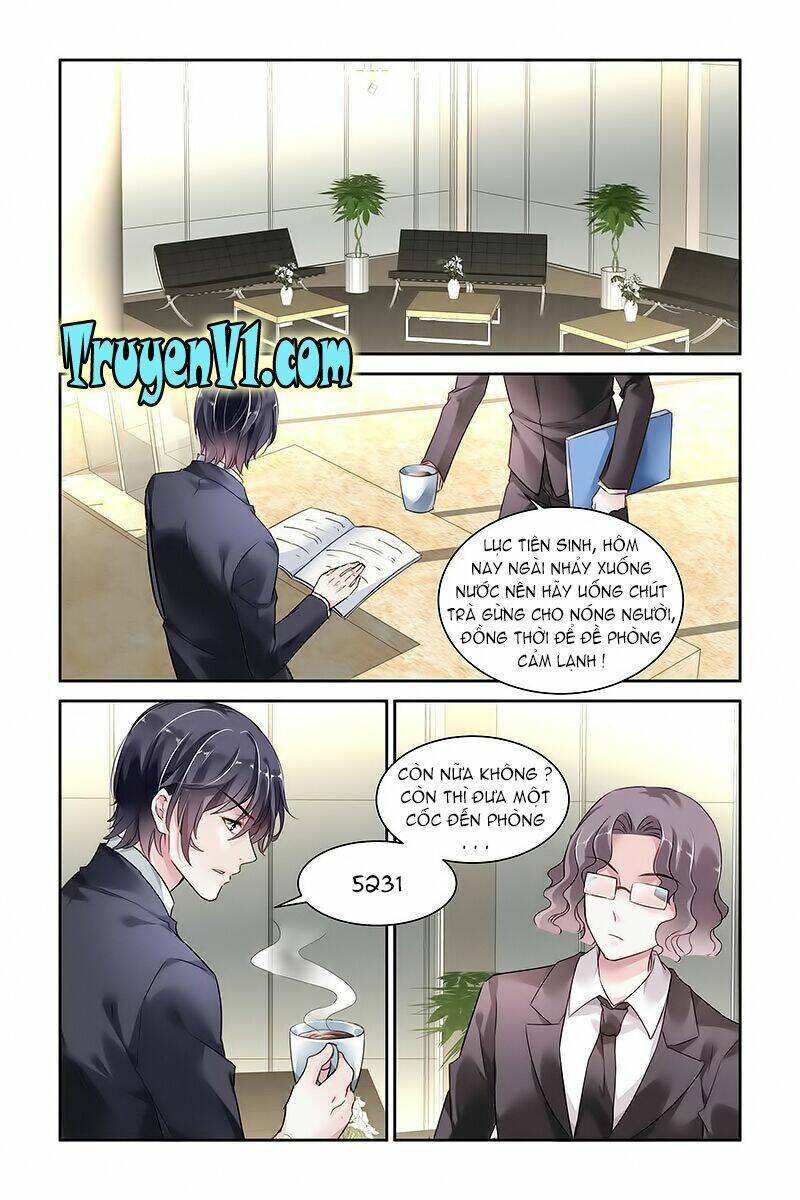 TruyenV1.com
LỤC TIÊN SINH, HÔM
NAY NGÀI NHẢY XUỐNG
NƯỚC NÊN HÃY UỐNG CHÚT
TRÀ GỪNG CHO NÓNG NGƯỜI,
ĐỒNG THỜI ĐỂ ĐỀ PHÒNG
CẢM LẠNH !
CÒN NỮA KHÔNG ?
CÒN THÌ ĐƯA MỘT
CỐC ĐẾN PHÒNG
. . .
5231